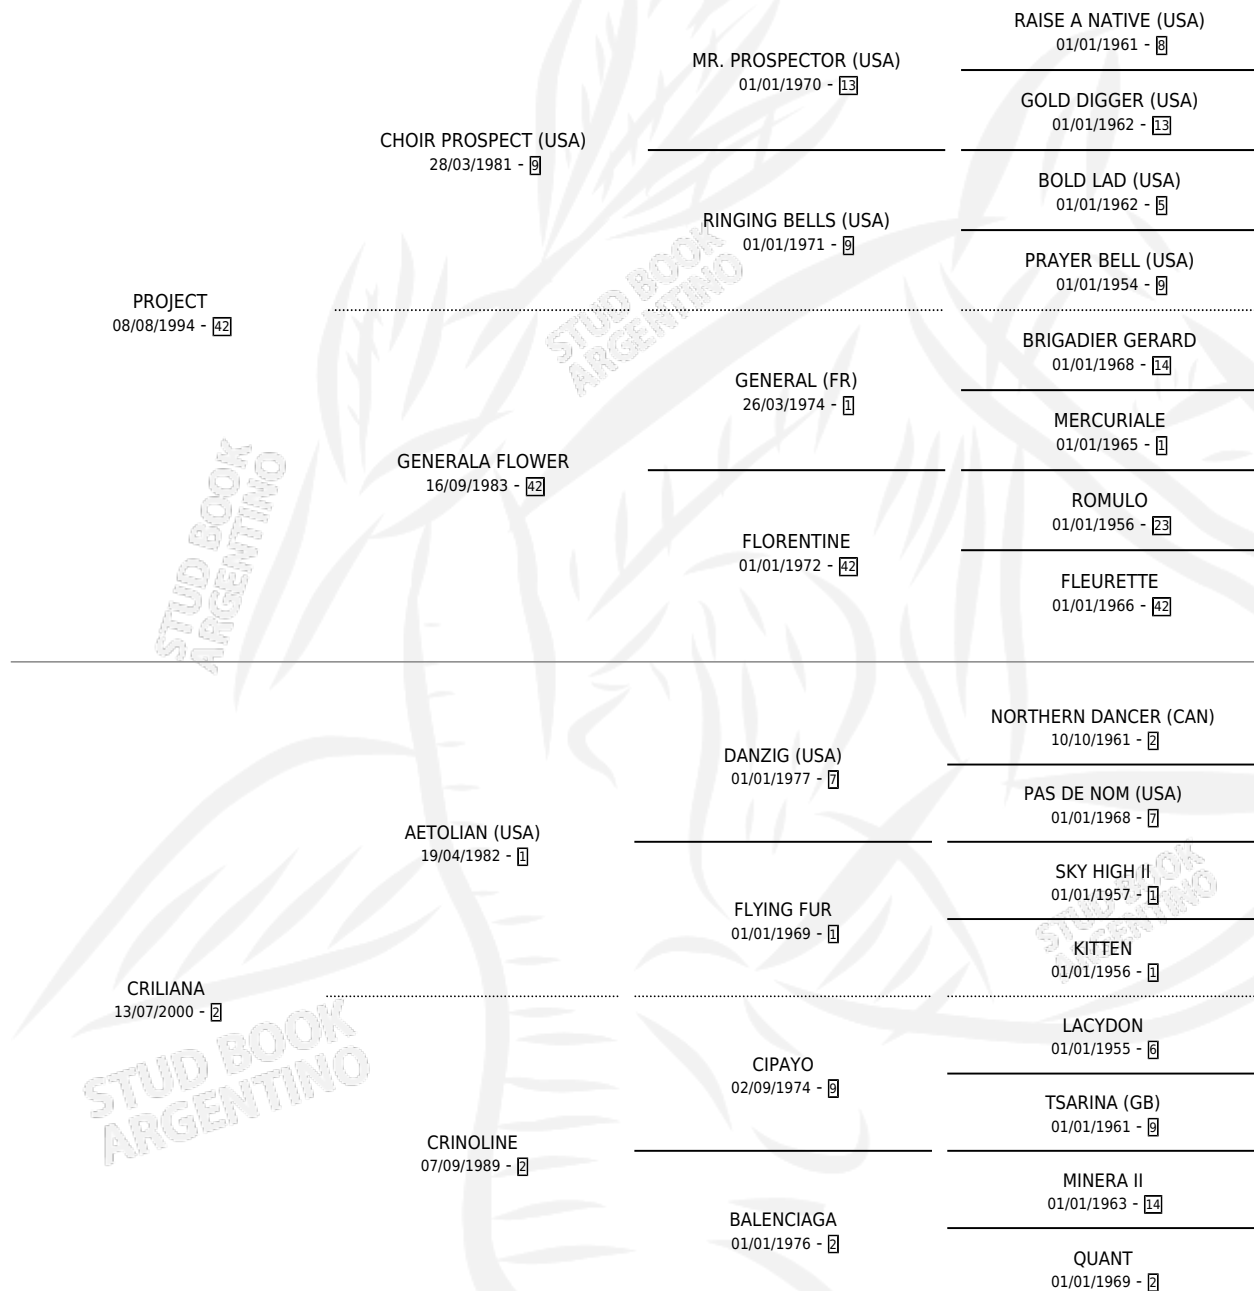 RAISE A NATIVE (USA)
01/01/1961 - 8
MR. PROSPECTOR (USA)
01/01/1970 - 13
GOLD DIGGER (USA)
01/01/1962 - 13
CHOIR PROSPECT (USA)
28/03/1981 - 9
BOLD LAD (USA)
01/01/1962 - 5
RINGING BELLS (USA)
01/01/1971 - 9
PRAYER BELL (USA)
01/01/1954 - 9
PROJECT
08/08/1994 - 42
BRIGADIER GERARD
01/01/1968 - 14
GENERAL (FR)
26/03/1974 - 1
MERCURIALE
01/01/1965 - 1
GENERALA FLOWER
16/09/1983 - 42
ROMULO
01/01/1956 - 23
FLORENTINE
01/01/1972 - 42
FLEURETTE
01/01/1966 - 42
NORTHERN DANCER (CAN)
10/10/1961 - 2
DANZIG (USA)
01/01/1977 - 7
PAS DE NOM (USA)
01/01/1968 - 7
AETOLIAN (USA)
19/04/1982 - 1
SKY HIGH II
01/01/1957 - 1
FLYING FUR
01/01/1969 - 1
KITTEN
01/01/1956 - 1
CRILIANA
13/07/2000 - 2
LACYDON
01/01/1955 - 6
CIPAYO
02/09/1974 - 9
TSARINA (GB)
01/01/1961 - 9
CRINOLINE
07/09/1989 - 2
MINERA II
01/01/1963 - 14
BALENCIAGA
01/01/1976 - 2
QUANT
01/01/1969 - 2
STUD BOOK
ARGENTINO
STUD BOOK
ARGENTINO
STUD BOOK
ARGENTINO
STUD BOOK
ARGENTINO